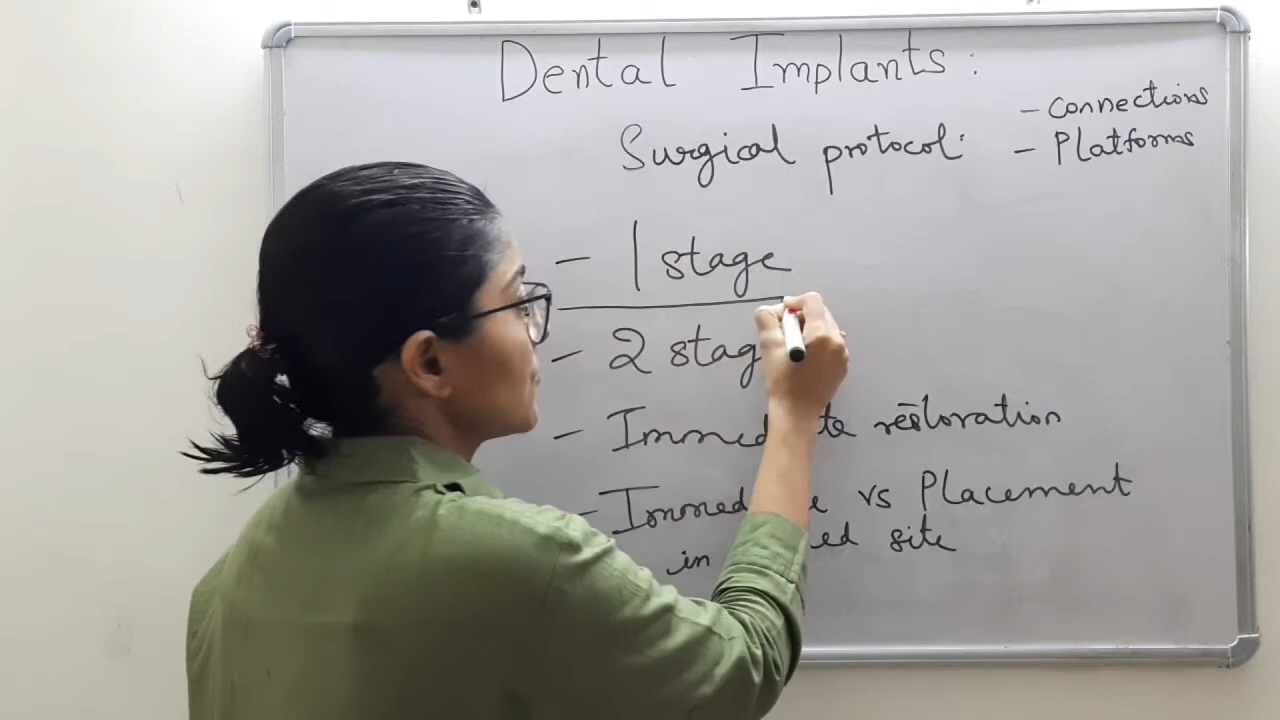 Dental Implants:
- Connections
Surgical protocol:
- Platforms
- 1 stage
- 2 stag
- Immed te restoration
- Immed e vs Placement
in ed site